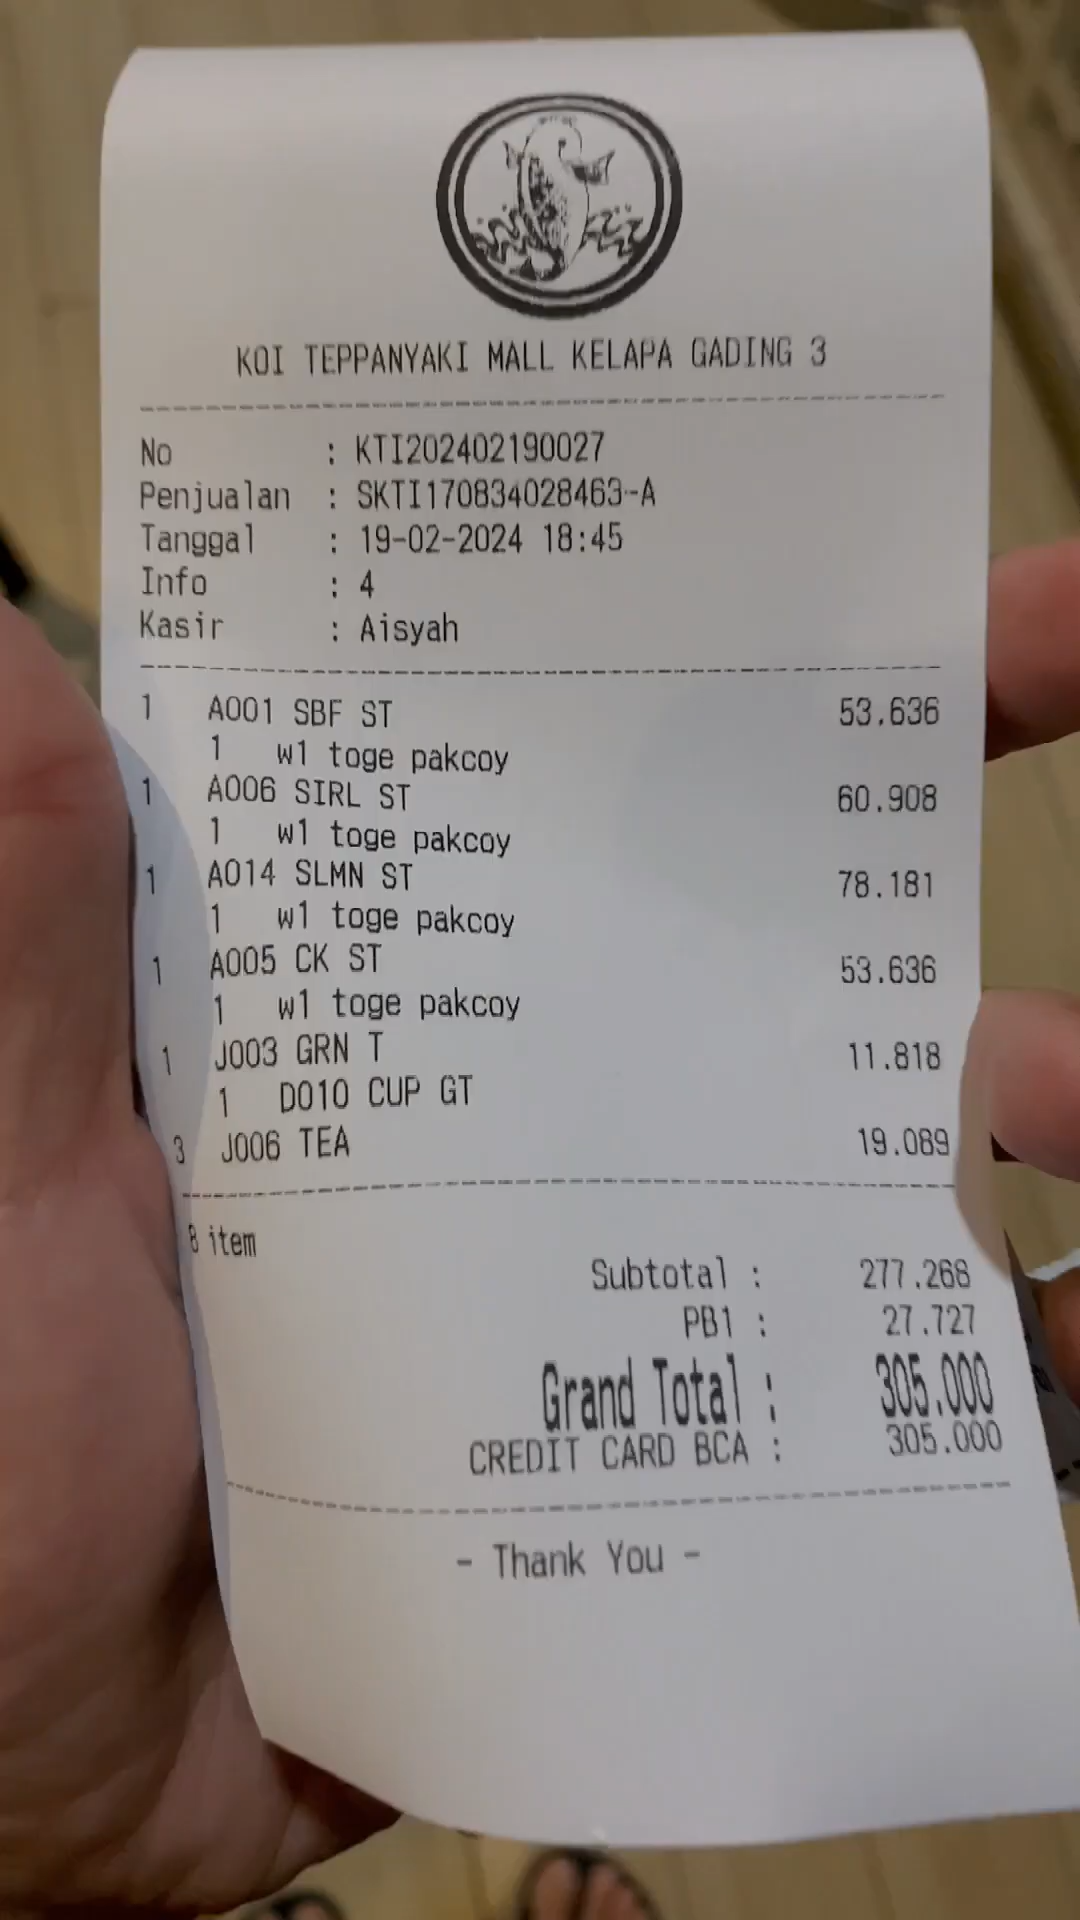 KOI TEPPANYAKI MALL KELAPA GADING 3
No : KTI202402190027
Penjualan : SKTI170834028463-A
Tanggal : 19-02-2024 18:45
Info : 4
Kasir : Aisyah
1 A001 SBF ST 53.636
1 w1 toge pakcoy
1 A006 SIRL ST 60.908
1 w1 toge pakcoy
1 A014 SLMN ST 78.181
1 w1 toge pakcoy
1 A005 CK ST 53.636
1 w1 toge pakcoy
1 J003 GRN T 11.818
1 D010 CUP GT
3 J006 TEA 19.089
8 item
Subtotal : 277.268
PB1 : 27.727
Grand Total : 305.000
CREDIT CARD BCA : 305.000
- Thank You -